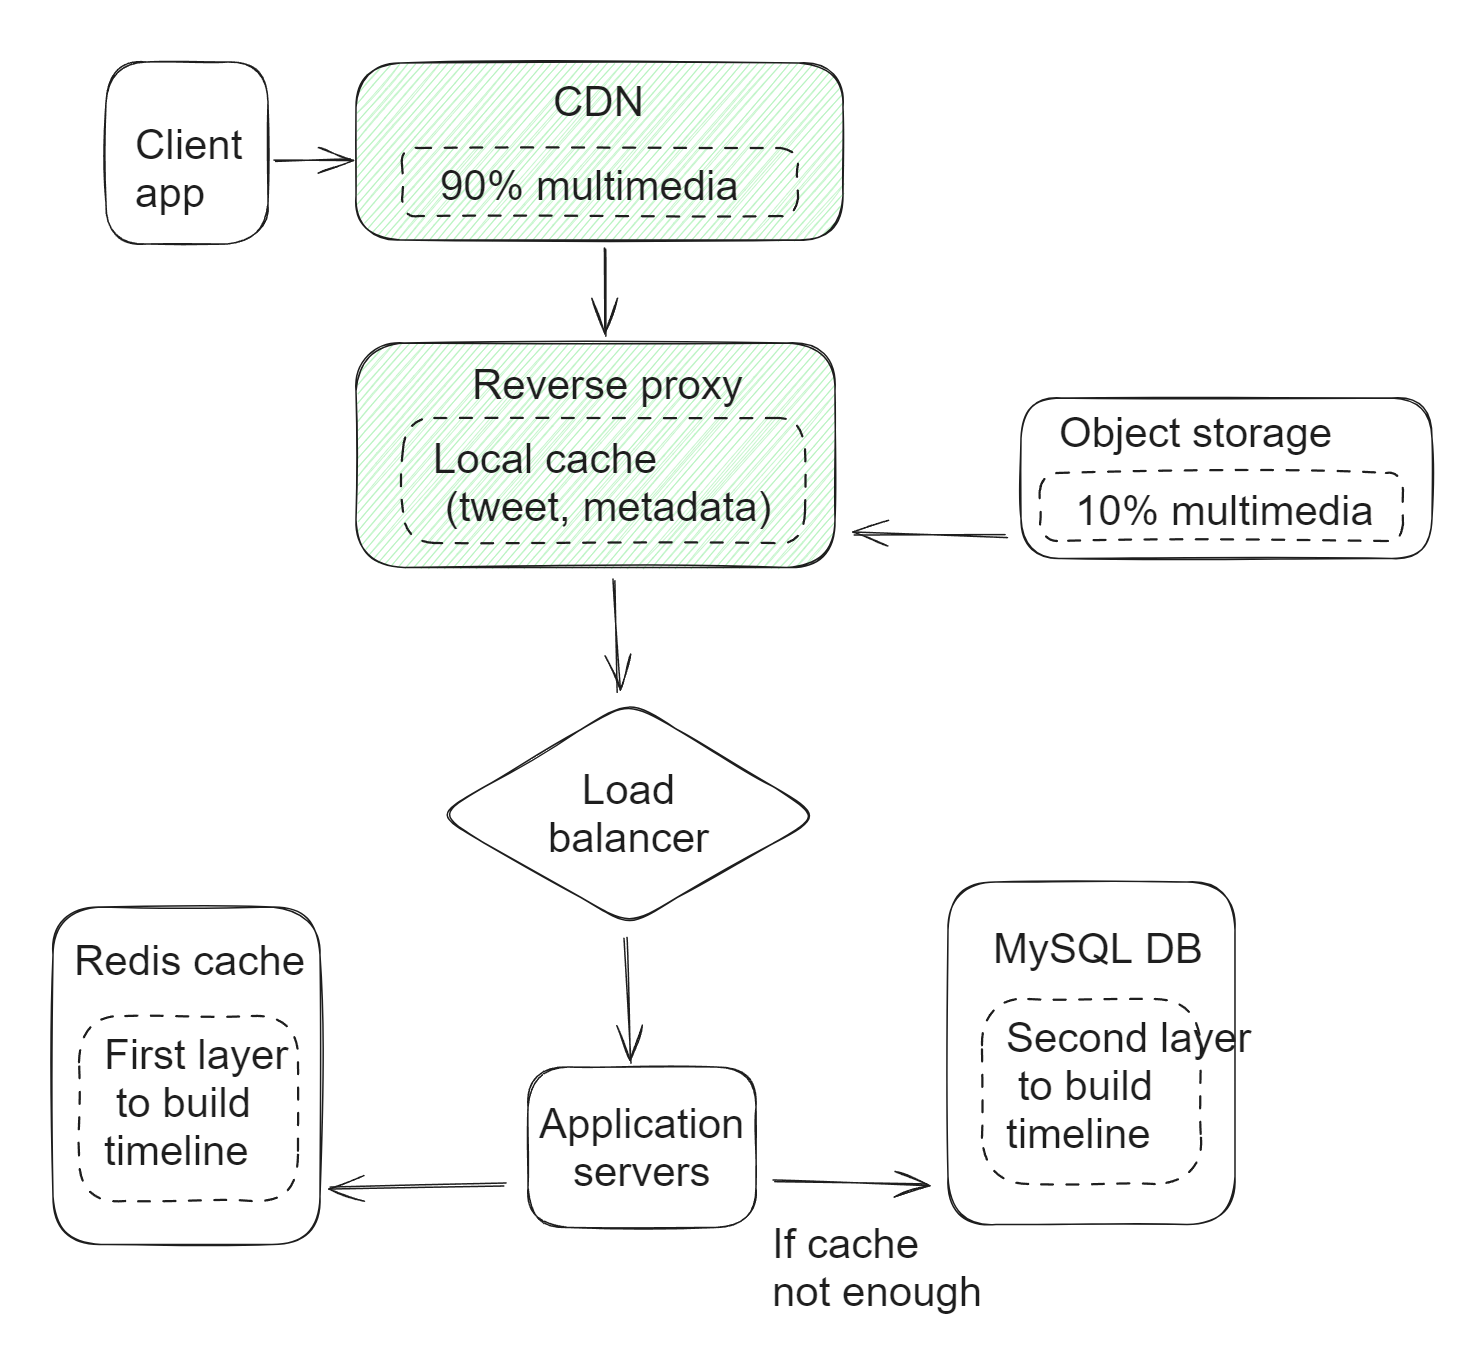 Client
app
CDN
90% multimedia
Reverse proxy
Local cache
(tweet, metadata)
Object storage
10% multimedia
Load
balancer
Redis cache
First layer
to build
timeline
Application
servers
MySQL DB
Second layer
to build
timeline
If cache
not enough